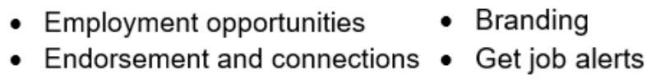 • Employment opportunities
• Endorsement and connections
• Branding
• Get job alerts